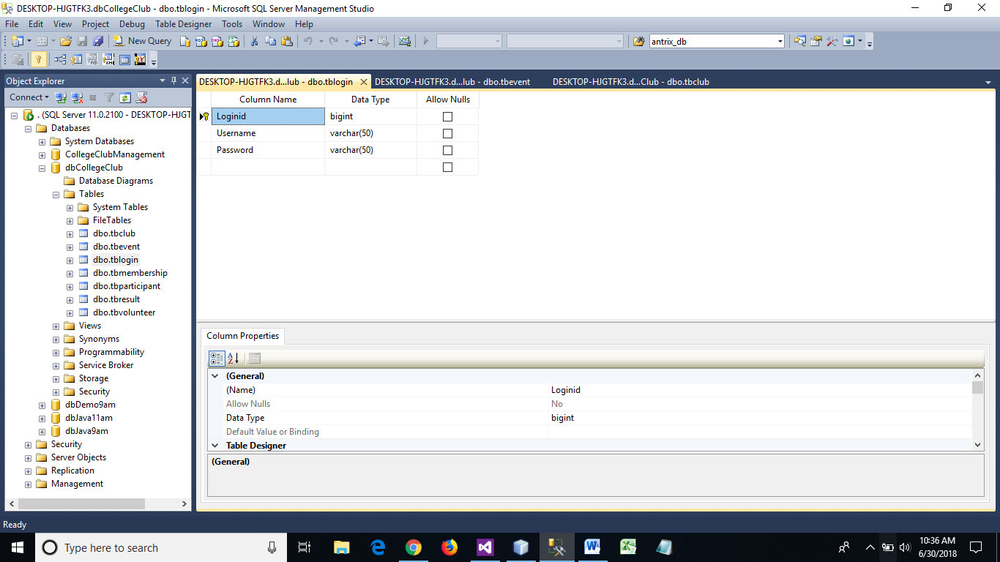 DESKTOP-HJGTFK3.dbCollegeClub - dbo.tblogin - Microsoft SQL Server Management Studio
File Edit View Project Debug Table Designer Tools Window Help
New Query antrix_db
Object Explorer
Connect
. (SQL Server 11.0.2100 - DESKTOP-HJGT
Databases
System Databases
CollegeClubManagement
dbCollegeClub
Database Diagrams
Tables
System Tables
FileTables
dbo.tbclub
dbo.tbevent
dbo.tblogin
dbo.tbmembership
dbo.tbparticipant
dbo.tbresult
dbo.tbvolunteer
Views
Synonyms
Programmability
Service Broker
Storage
Security
dbDemo9am
dbJava11am
dbJava9am
Security
Server Objects
Replication
Management
DESKTOP-HJGTFK3.d...lub - dbo.tblogin DESKTOP-HJGTFK3.d...lub - dbo.tbevent DESKTOP-HJGTFK3.d...Club - dbo.tbclub
Column Name Data Type Allow Nulls
Loginid bigint
Username varchar(50)
Password varchar(50)
Column Properties
(General)
(Name) Loginid
Allow Nulls No
Data Type bigint
Default Value or Binding
Table Designer
(General)
Ready
Type here to search
10:36 AM
6/30/2018